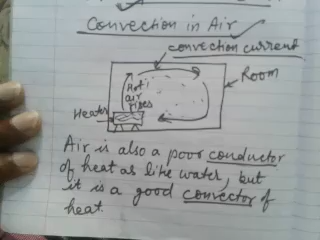 Convection in Air
convection current
Room
Hot
air
rises
Heater
Air is also a poor conductor
of heat as like water, but
it is a good convector of
heat.